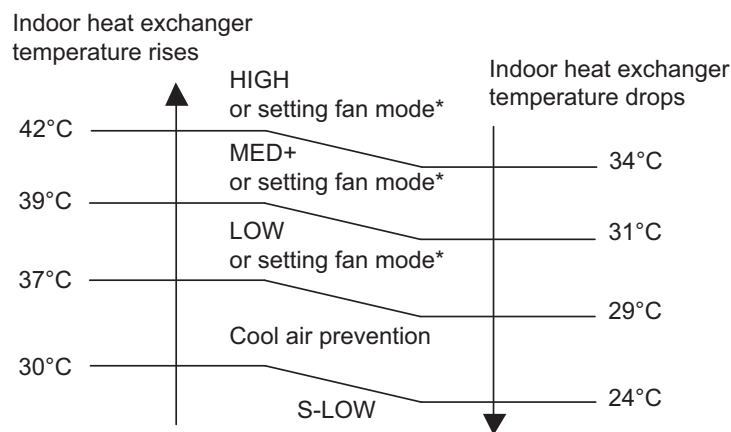 Indoor heat exchanger
temperature rises
Indoor heat exchanger
temperature drops
HIGH
or setting fan mode*
42°C
34°C
MED+
or setting fan mode*
39°C
31°C
LOW
or setting fan mode*
37°C
29°C
Cool air prevention
30°C
24°C
S-LOW